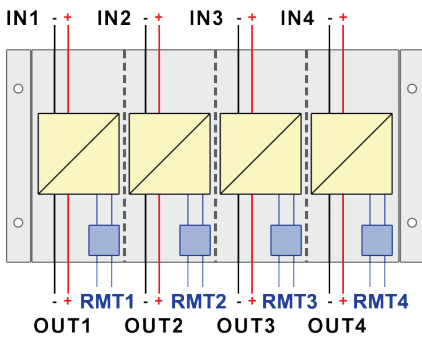 IN1 - + IN2 - + IN3 - + IN4 - +
- + RMT1 - + RMT2 - + RMT3 - + RMT4
OUT1 OUT2 OUT3 OUT4